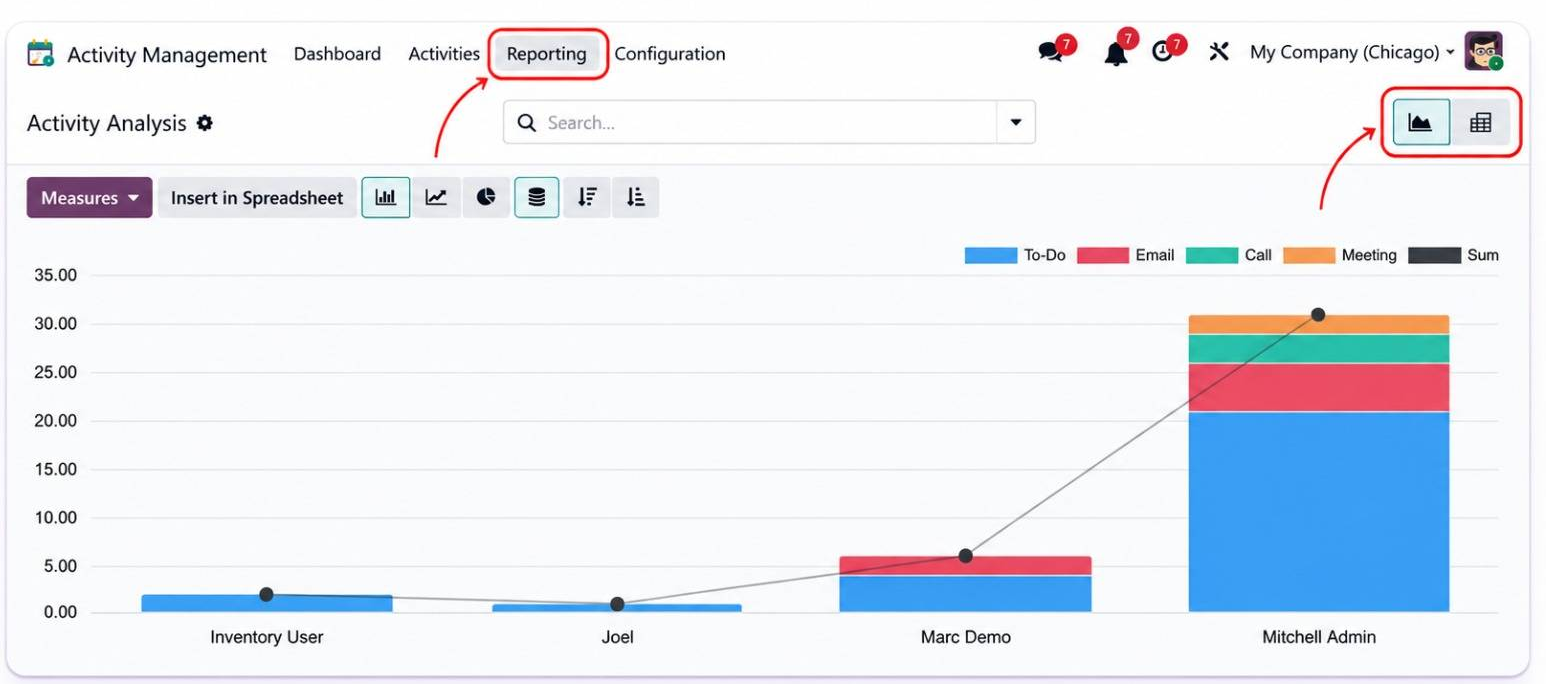 Activity Management Dashboard Activities Reporting Configuration 7 7 7 My Company (Chicago)
Activity Analysis Search...
Measures Insert in Spreadsheet
To-Do Email Call Meeting Sum
35.00
30.00
25.00
20.00
15.00
10.00
5.00
0.00
Inventory User Joel Marc Demo Mitchell Admin